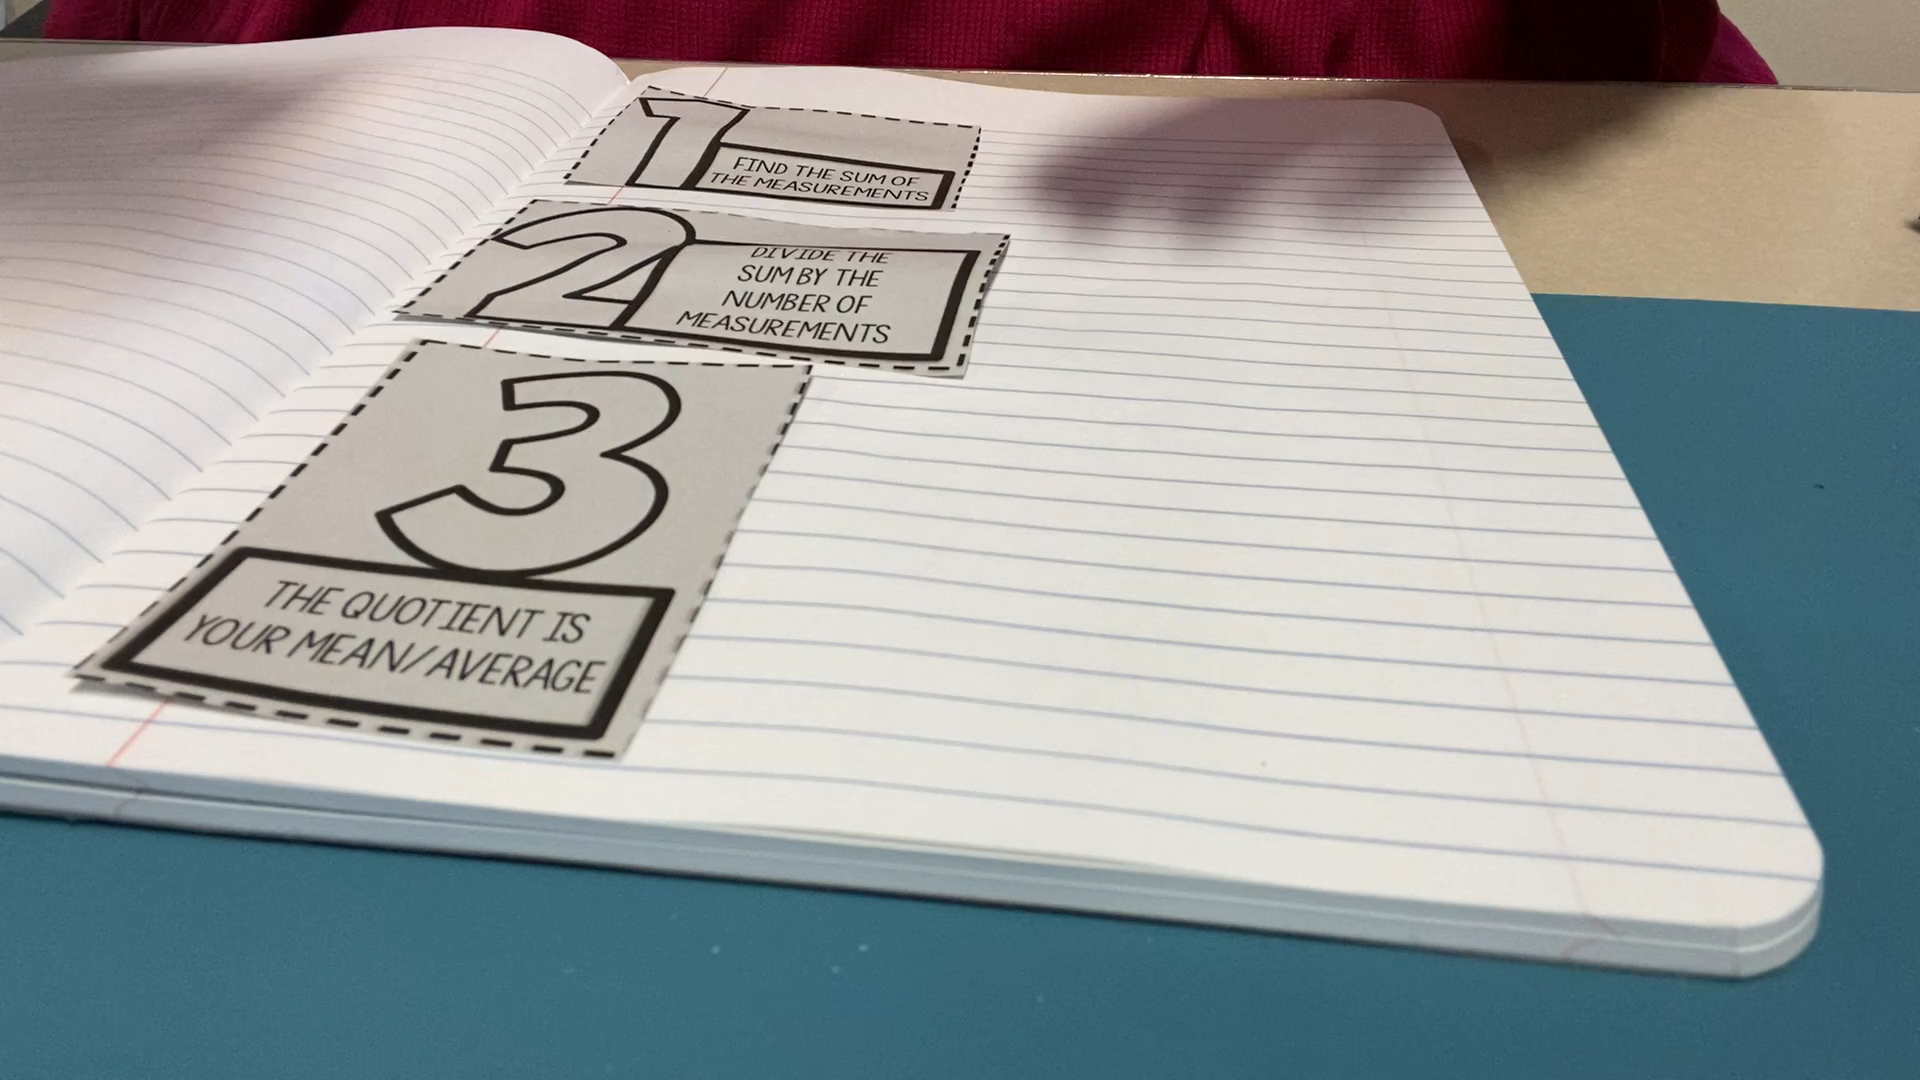 1
FIND THE SUM OF
THE MEASUREMENTS
2
DIVIDE THE
SUM BY THE
NUMBER OF
MEASUREMENTS
3
THE QUOTIENT IS
YOUR MEAN/AVERAGE